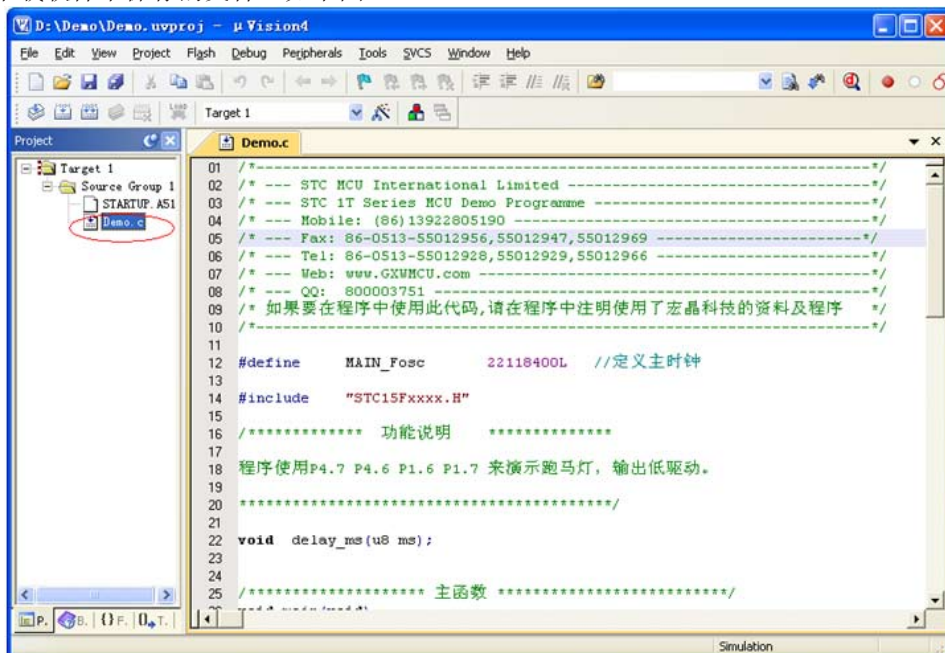 D:\Demo\Demo.uvproj - µVision4
File Edit View Project Flash Debug Peripherals Tools SVCS Window Help
LOAD Target 1
Project
Demo.c
Target 1
Source Group 1
STARTUP.A51
Demo.c
01 /*----------------------------------------------------------------------*/
02 /* --- STC MCU International Limited ----------------------------------*/
03 /* --- STC 1T Series MCU Demo Programme -------------------------------*/
04 /* --- Mobile: (86)13922805190 ----------------------------------------*/
05 /* --- Fax: 86-0513-55012956,55012947,55012969 ------------------------*/
06 /* --- Tel: 86-0513-55012928,55012929,55012966 ------------------------*/
07 /* --- Web: www.GXWMCU.com --------------------------------------------*/
08 /* --- QQ: 800003751 -------------------------------------------------*/
09 /* 如果要在程序中使用此代码,请在程序中注明使用了宏晶科技的资料及程序 */
10 /*----------------------------------------------------------------------*/
11
12 #define MAIN_Fosc 22118400L //定义主时钟
13
14 #include "STC15Fxxxx.H"
15
16 /************* 功能说明 **************
17
18 程序使用P4.7 P4.6 P1.6 P1.7 来演示跑马灯, 输出低驱动。
19
20 ******************************************/
21
22 void delay_ms(u8 ms);
23
24
25 /******************** 主函数 **************************/
P. B. {} F. 0 T.
Simulation